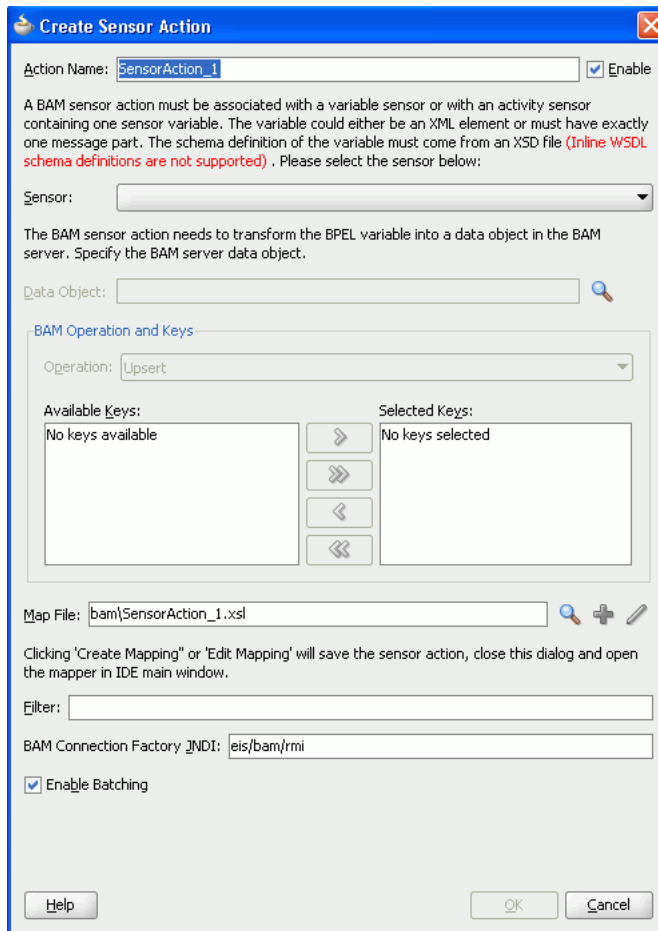 Create Sensor Action
Action Name: SensorAction_1 Enable
A BAM sensor action must be associated with a variable sensor or with an activity sensor
containing one sensor variable. The variable could either be an XML element or must have exactly
one message part. The schema definition of the variable must come from an XSD file (Inline WSDL
schema definitions are not supported) . Please select the sensor below:
Sensor:
The BAM sensor action needs to transform the BPEL variable into a data object in the BAM
server. Specify the BAM server data object.
Data Object:
BAM Operation and Keys
Operation: Upsert
Available Keys: Selected Keys:
No keys available No keys selected
Map File: bam\SensorAction_1.xsl
Clicking 'Create Mapping" or 'Edit Mapping' will save the sensor action, close this dialog and open
the mapper in IDE main window.
Filter:
BAM Connection Factory JNDI: eis/bam/rmi
Enable Batching
Help OK Cancel